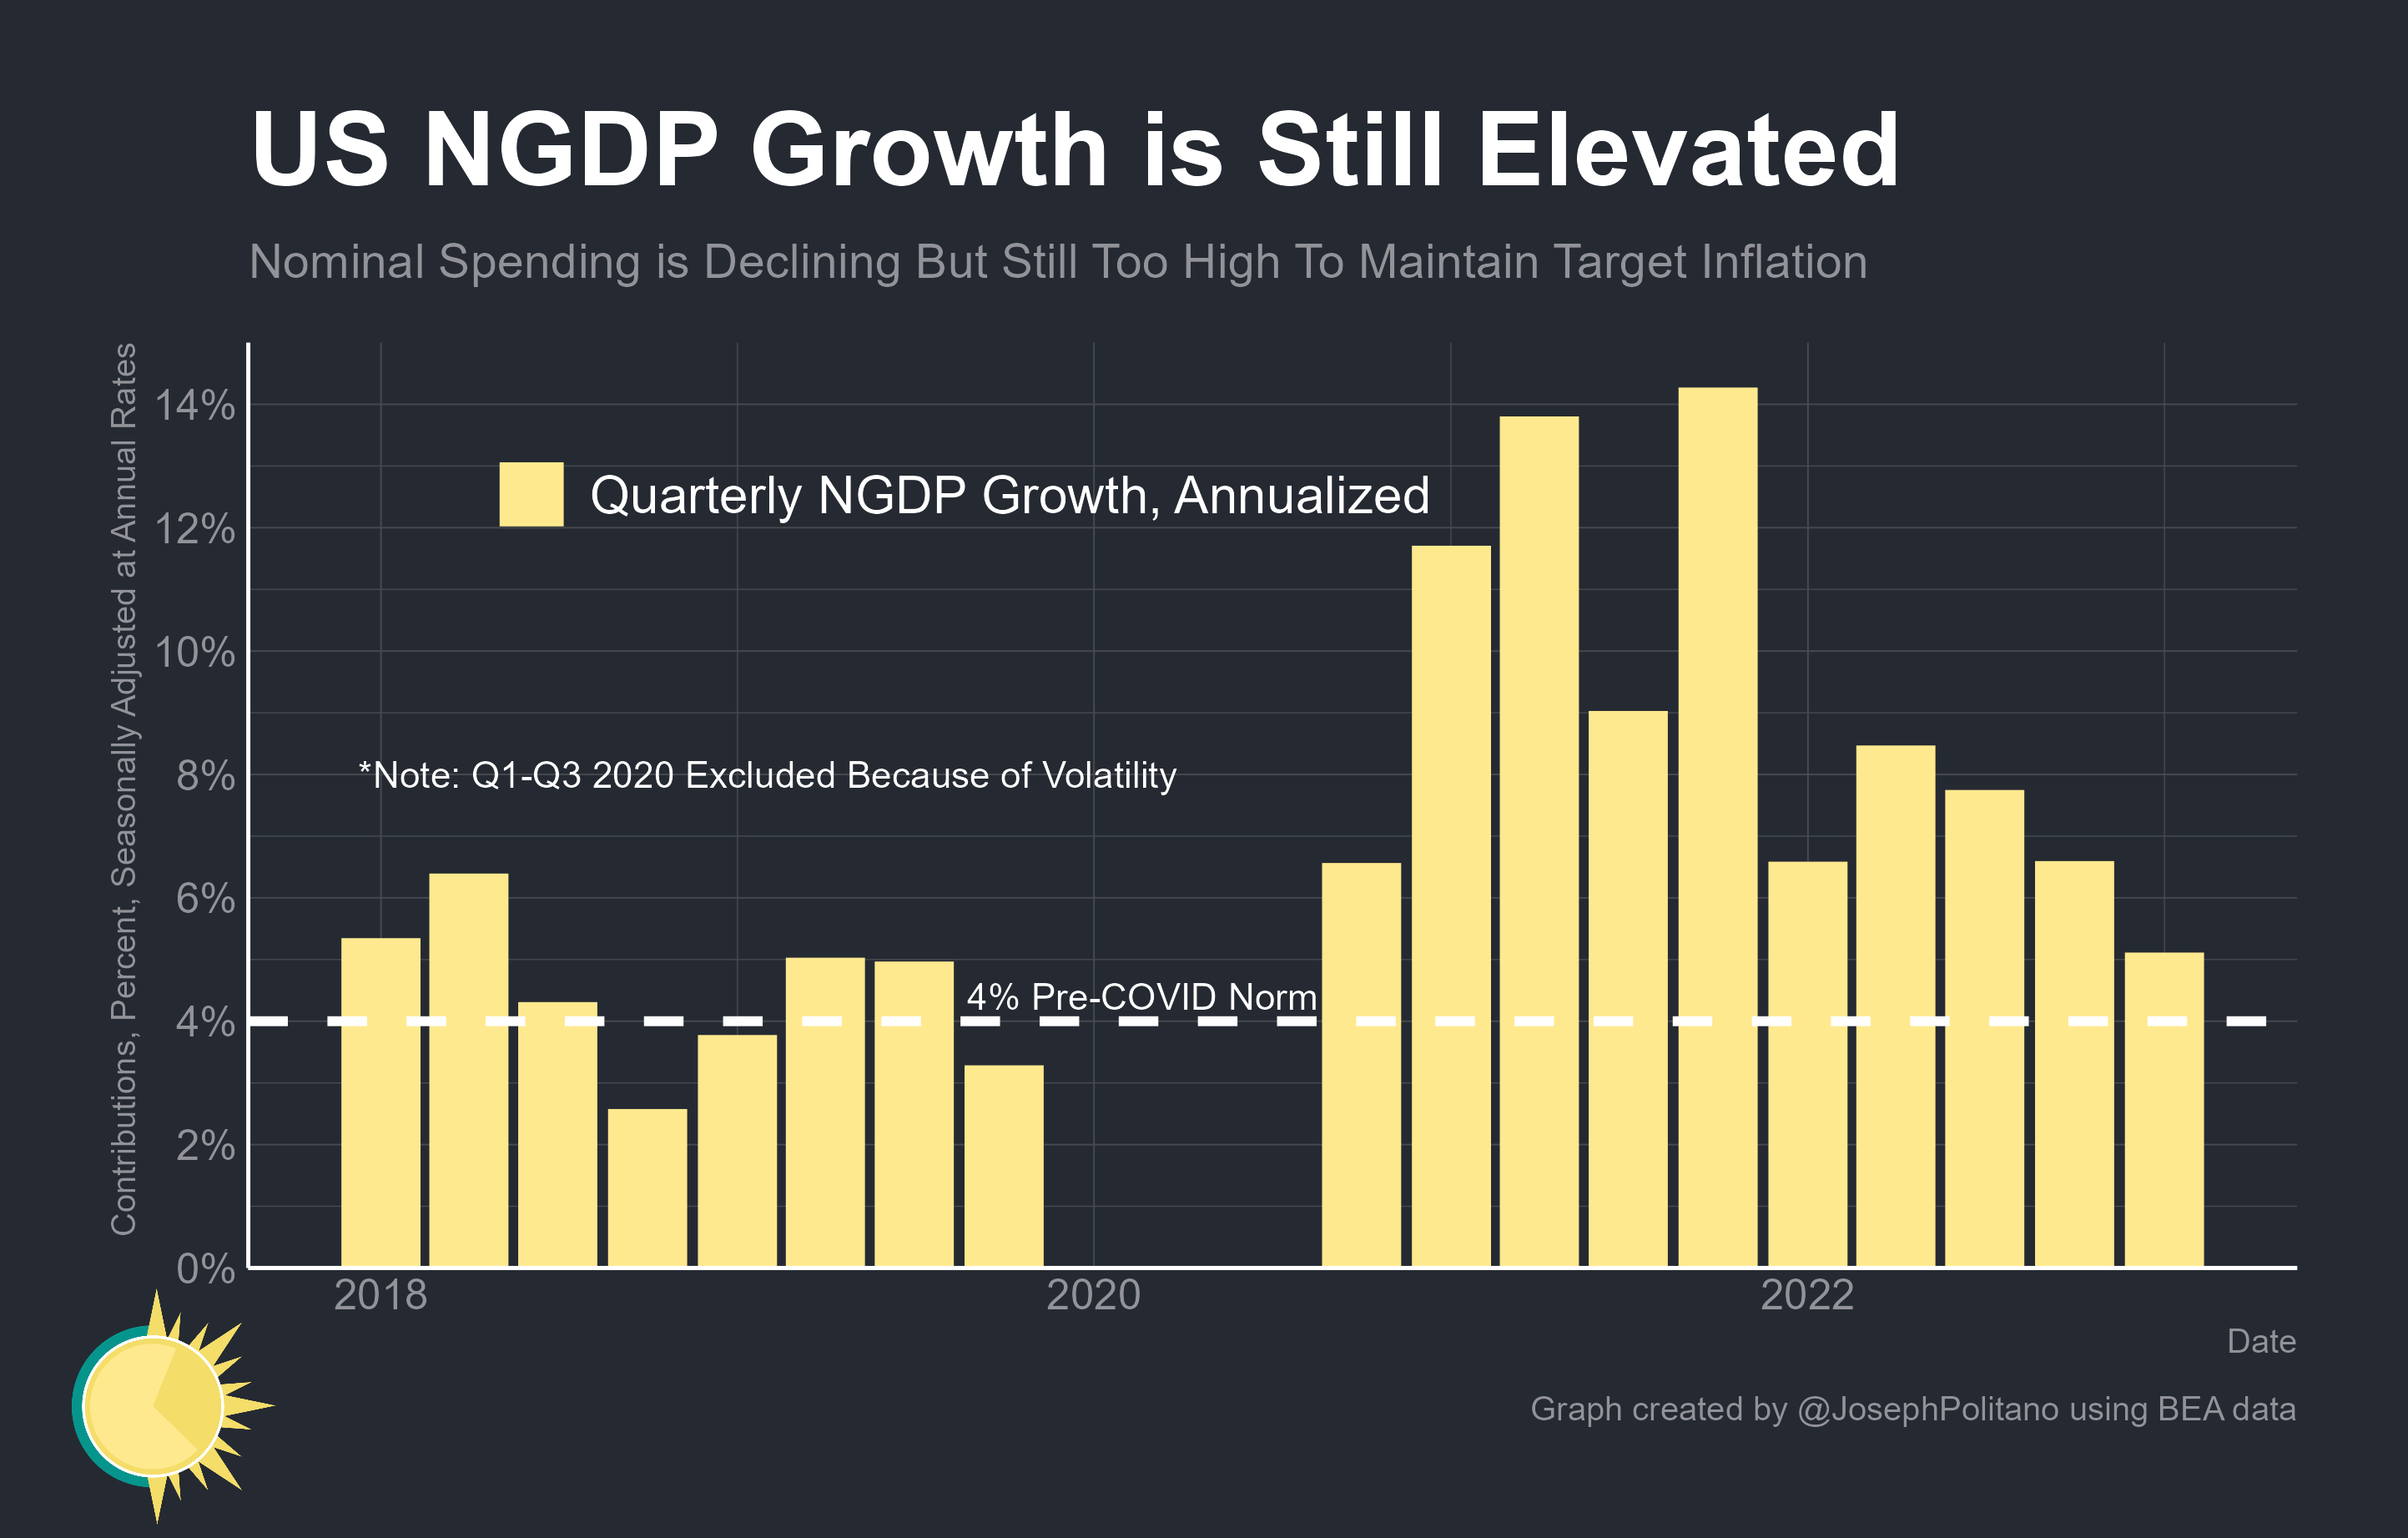 US NGDP Growth is Still Elevated
Nominal Spending is Declining But Still Too High To Maintain Target Inflation
Contributions, Percent, Seasonally Adjusted at Annual Rates
14%
12%
10%
8%
6%
4%
2%
0%
Quarterly NGDP Growth, Annualized
*Note: Q1-Q3 2020 Excluded Because of Volatility
4% Pre-COVID Norm
2018
2020
2022
Date
Graph created by @JosephPolitano using BEA data